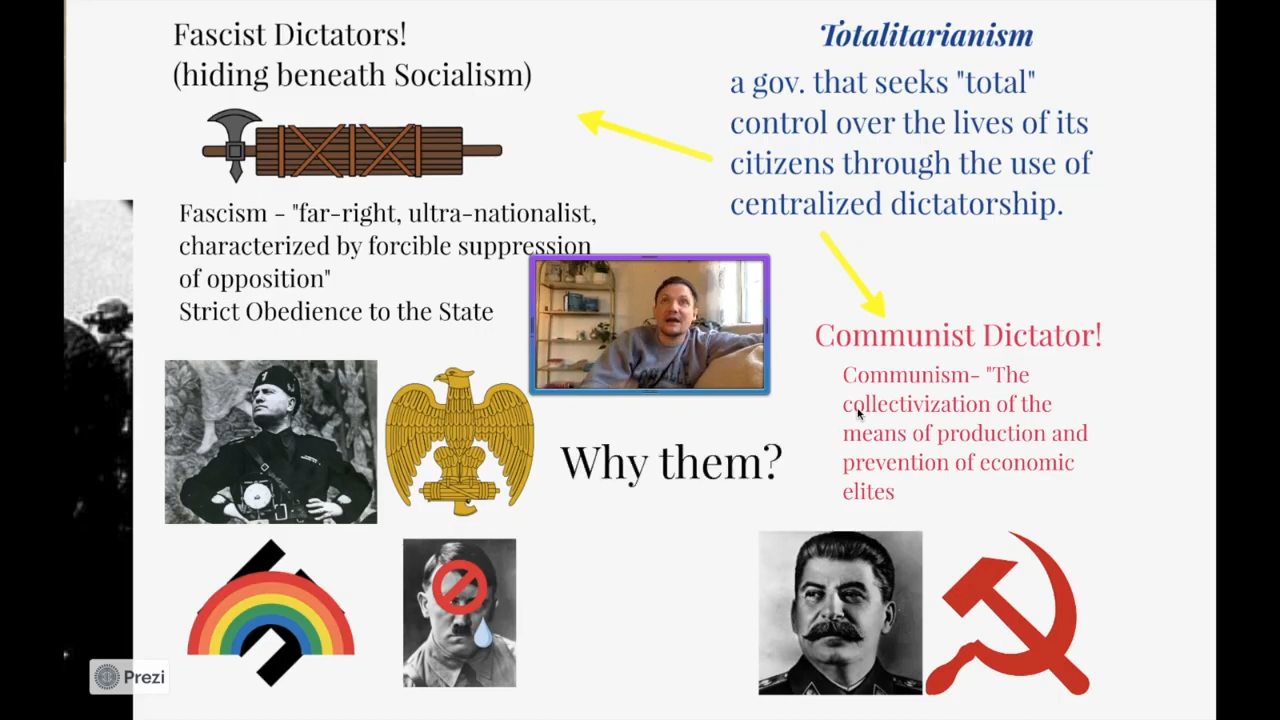 Fascist Dictators!
(hiding beneath Socialism)
Totalitarianism
a gov. that seeks "total"
control over the lives of its
citizens through the use of
centralized dictatorship.
Fascism - "far-right, ultra-nationalist,
characterized by forcible suppression
of opposition"
Strict Obedience to the State
Communist Dictator!
Communism- "The
collectivization of the
means of production and
prevention of economic
elites
Why them?
Prezi